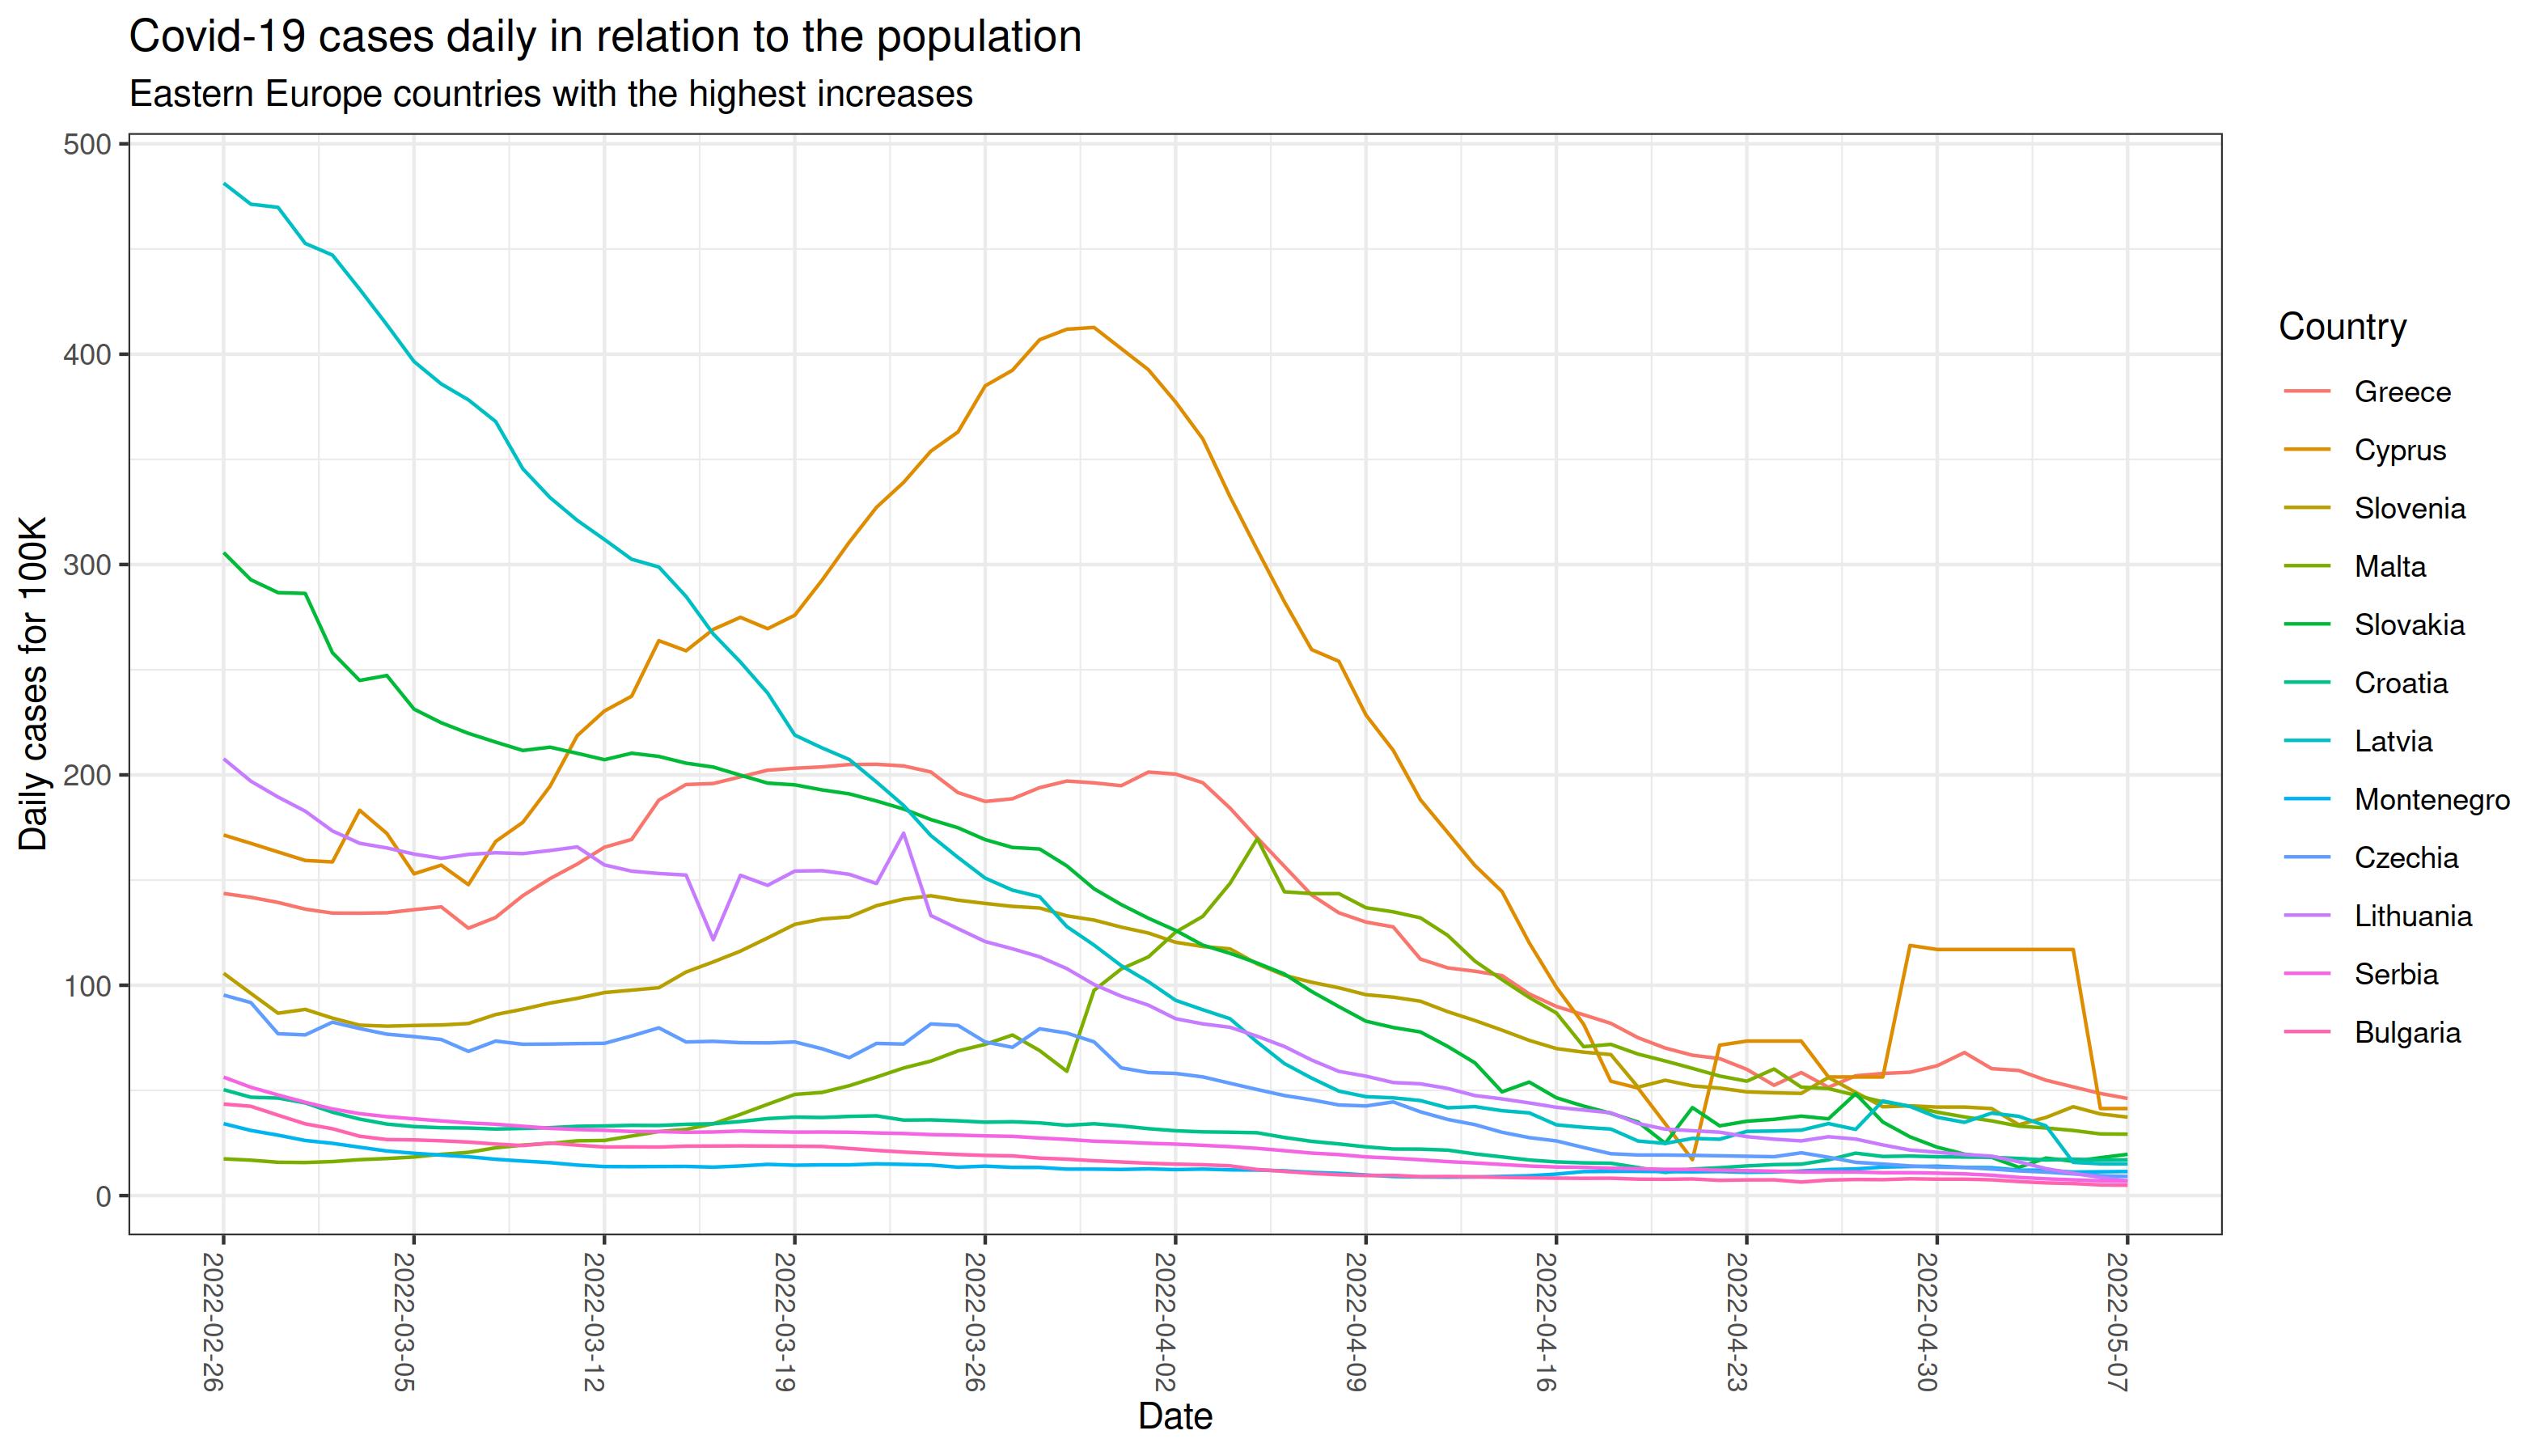 Covid-19 cases daily in relation to the population
Eastern Europe countries with the highest increases
Daily cases for 100K
500
400
300
200
100
0
2022-02-26
2022-03-05
2022-03-12
2022-03-19
2022-03-26
2022-04-02
2022-04-09
2022-04-16
2022-04-23
2022-04-30
2022-05-07
Date
Country
Greece
Cyprus
Slovenia
Malta
Slovakia
Croatia
Latvia
Montenegro
Czechia
Lithuania
Serbia
Bulgaria